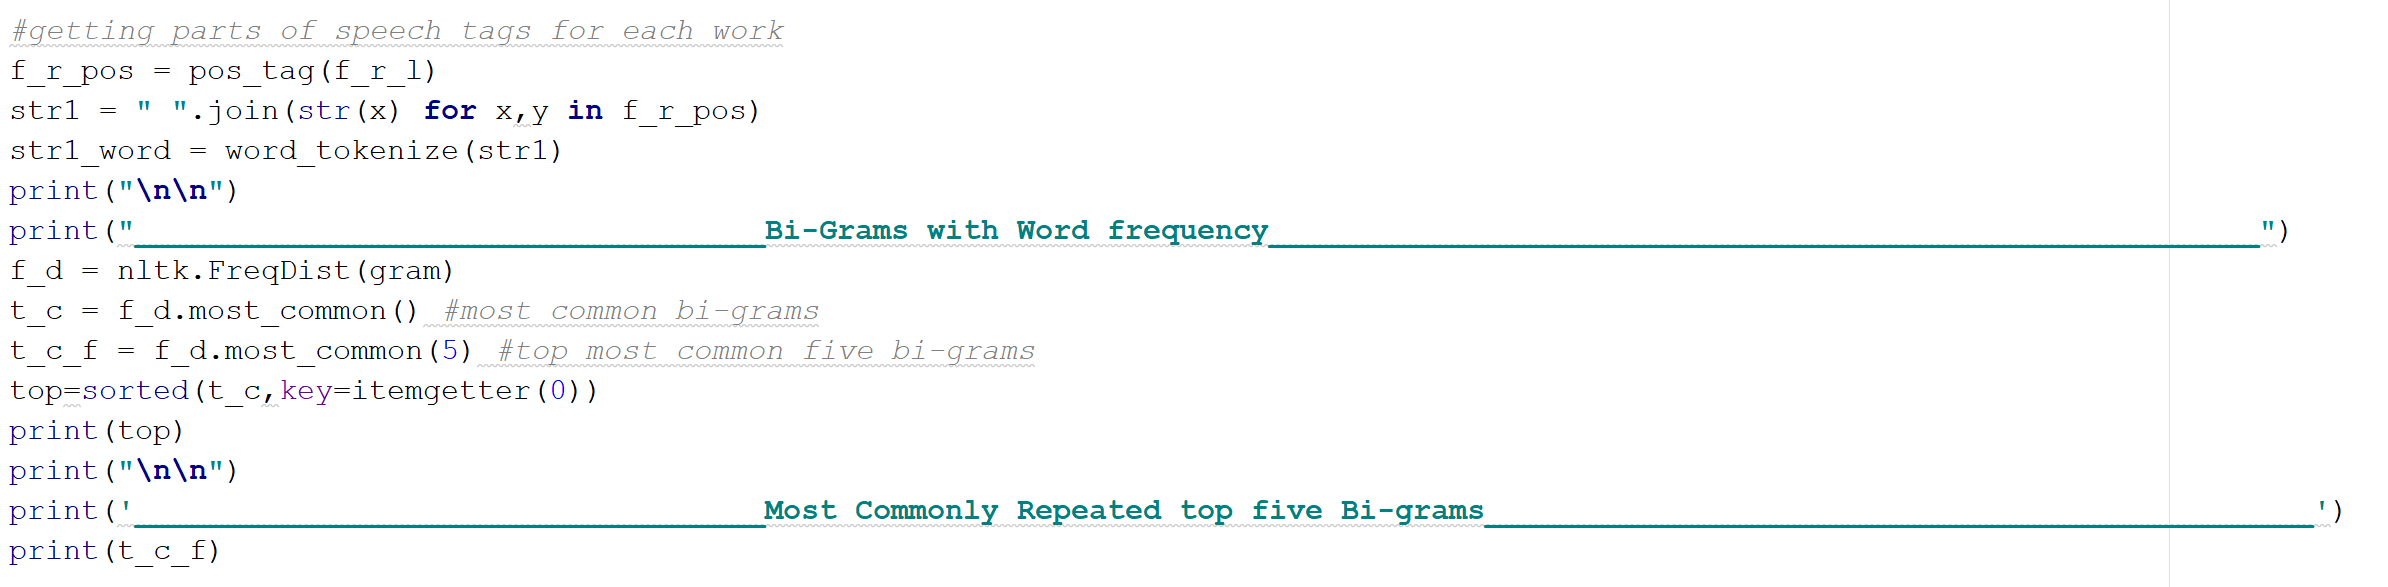 #getting parts of speech tags for each work
f_r_pos = pos_tag(f_r_l)
str1 = " ".join(str(x) for x,y in f_r_pos)
str1_word = word_tokenize(str1)
print("\n\n")
print("___________________________________Bi-Grams with Word frequency_______________________________________________________")
f_d = nltk.FreqDist(gram)
t_c = f_d.most_common() #most common bi-grams
t_c_f = f_d.most_common(5) #top most common five bi-grams
top=sorted(t_c,key=itemgetter(0))
print(top)
print("\n\n")
print('___________________________________Most Commonly Repeated top five Bi-grams______________________________________________')
print(t_c_f)